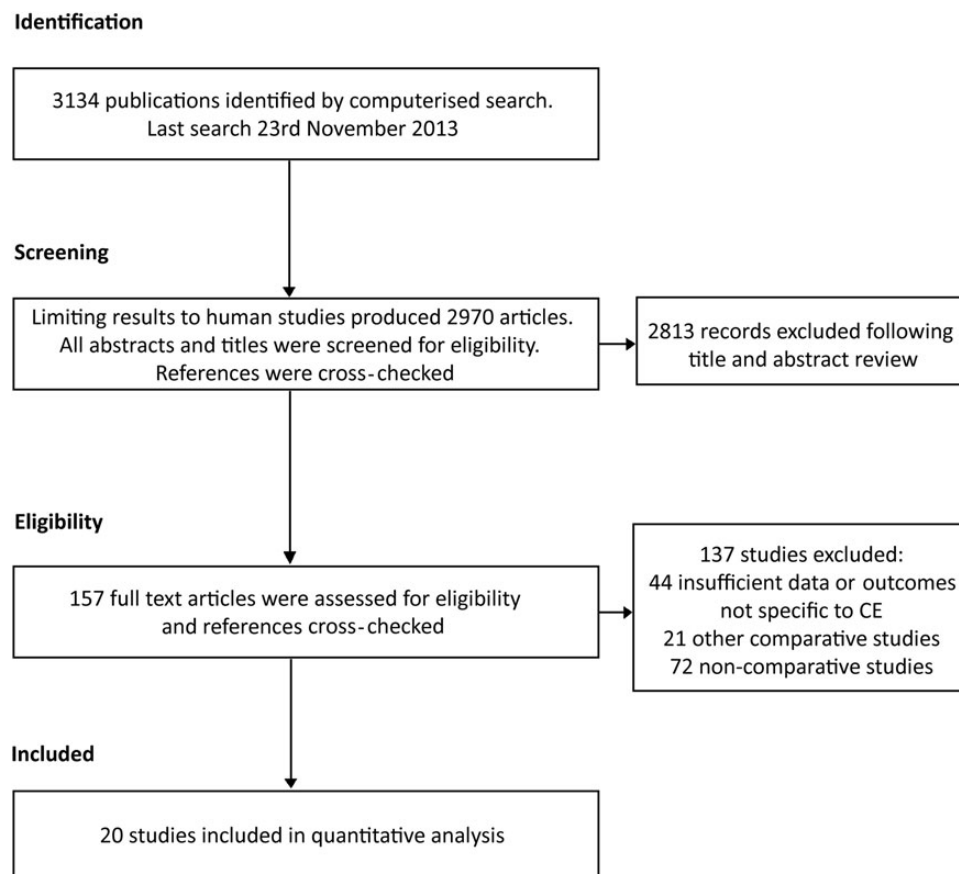 Identification
3134 publications identified by computerised search.
Last search 23rd November 2013
Screening
Limiting results to human studies produced 2970 articles.
All abstracts and titles were screened for eligibility.
References were cross-checked
2813 records excluded following
title and abstract review
Eligibility
157 full text articles were assessed for eligibility
and references cross-checked
137 studies excluded:
44 insufficient data or outcomes
not specific to CE
21 other comparative studies
72 non-comparative studies
Included
20 studies included in quantitative analysis